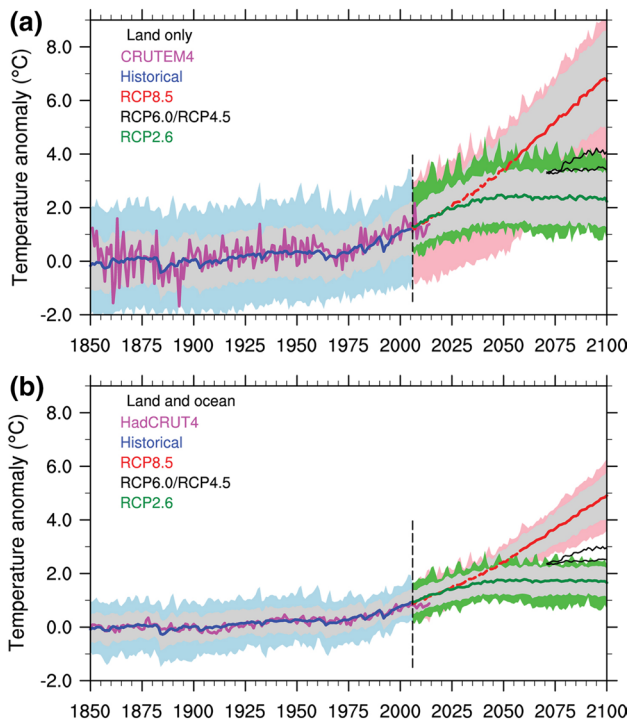 (a)
Land only
CRUTEM4
Historical
RCP8.5
RCP6.0/RCP4.5
RCP2.6
Temperature anomaly (°C)
8.0
6.0
4.0
2.0
0.0
-2.0
1850 1875 1900 1925 1950 1975 2000 2025 2050 2075 2100
(b)
Land and ocean
HadCRUT4
Historical
RCP8.5
RCP6.0/RCP4.5
RCP2.6
Temperature anomaly (°C)
8.0
6.0
4.0
2.0
0.0
-2.0
1850 1875 1900 1925 1950 1975 2000 2025 2050 2075 2100